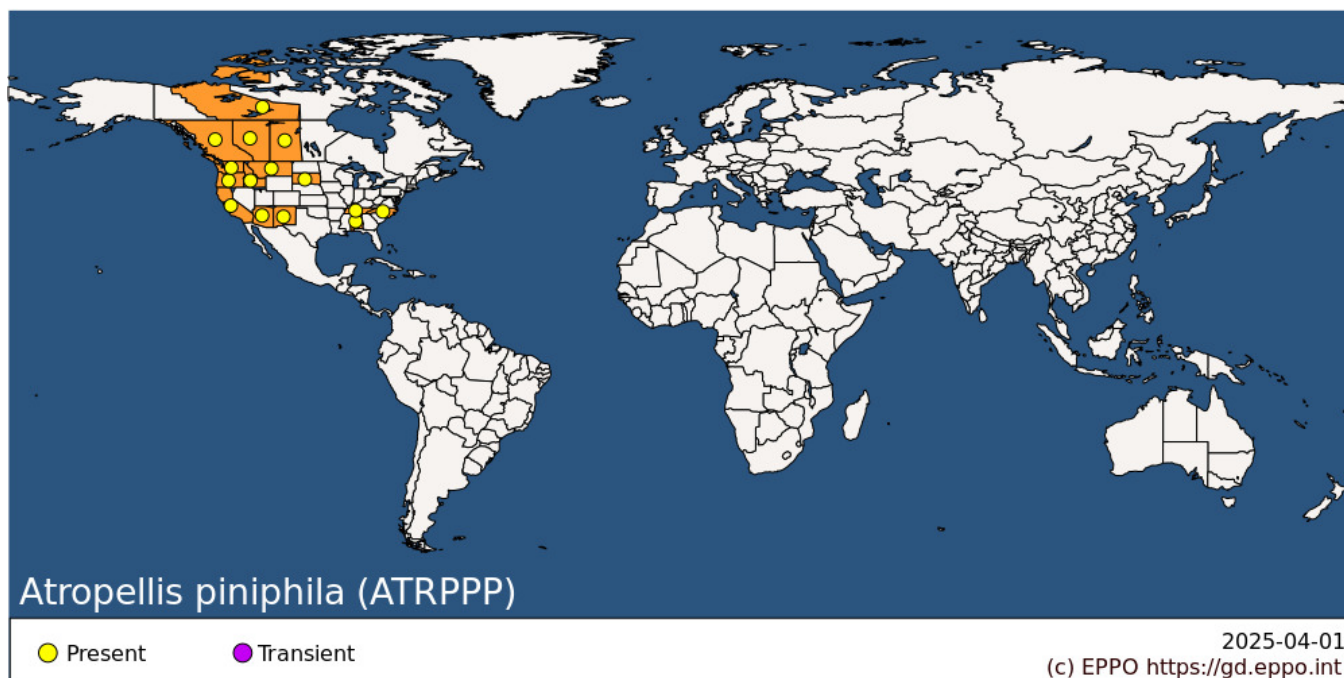 Atropellis piniphila (ATRPPP)
Present
Transient
2025-04-01
(c) EPPO https://gd.eppo.int